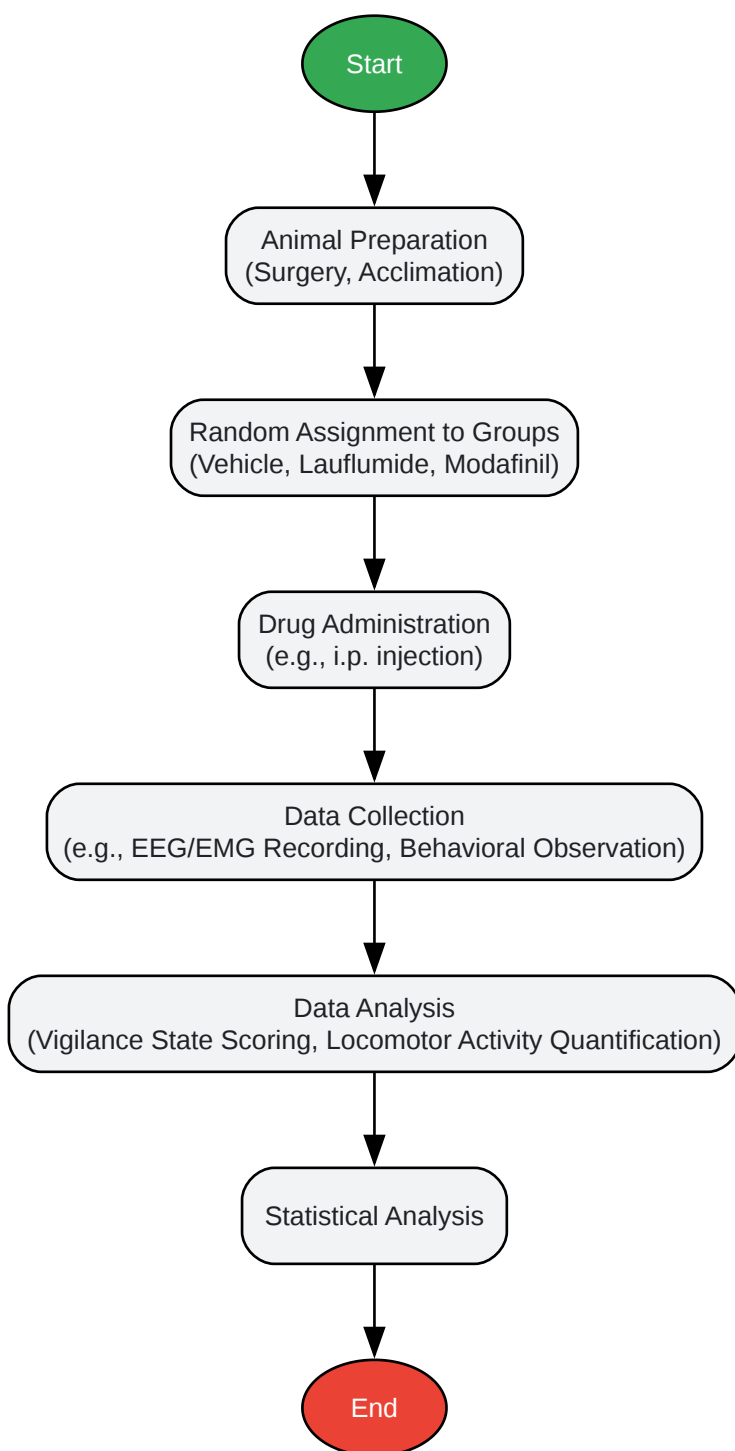 Start
Animal Preparation
(Surgery, Acclimation)
Random Assignment to Groups
(Vehicle, Lauflumide, Modafinil)
Drug Administration
(e.g., i.p. injection)
Data Collection
(e.g., EEG/EMG Recording, Behavioral Observation)
Data Analysis
(Vigilance State Scoring, Locomotor Activity Quantification)
Statistical Analysis
End